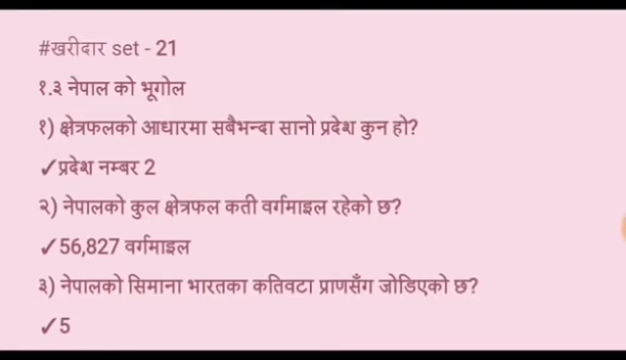 #खरीदार set - 21
१.३ नेपाल को भूगोल
१) क्षेत्रफलको आधारमा सबैभन्दा सानो प्रदेश कुन हो?
✓प्रदेश नम्बर 2
२) नेपालको कुल क्षेत्रफल कती वर्गमाइल रहेको छ?
✓56,827 वर्गमाइल
३) नेपालको सिमाना भारतका कतिवटा प्राणसँग जोडिएको छ?
✓5